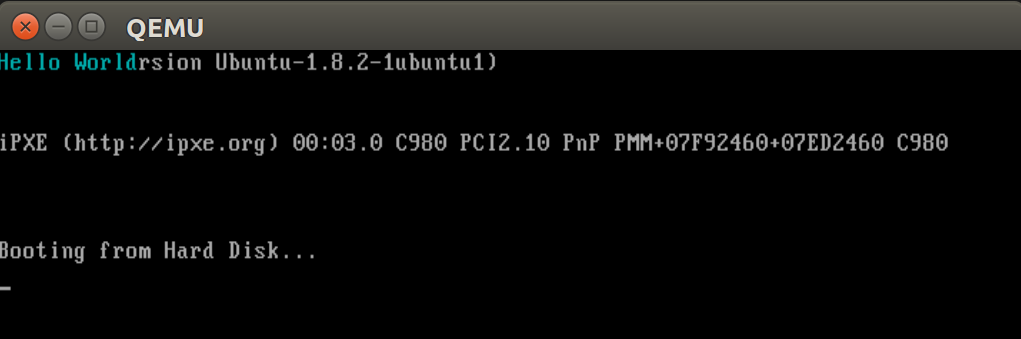 QEMU
Hello Worldrsion Ubuntu-1.8.2-1ubuntu1)
iPXE (http://ipxe.org) 00:03.0 C980 PCI2.10 PnP PMM+07F92460+07ED2460 C980
Booting from Hard Disk...